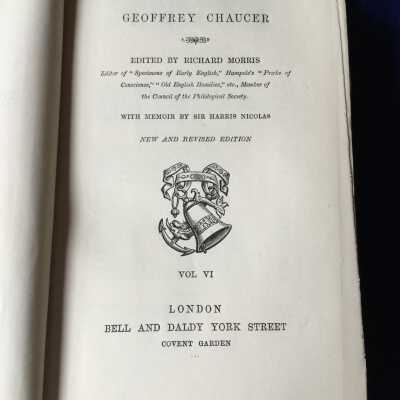 GEOFFREY CHAUCER
EDITED BY RICHARD MORRIS
Editor of "Specimens of Early English," Hampole's "Pricke of
Conscience," "Old English Homilies," etc., Member of
the Council of the Philological Society.
WITH MEMOIR BY SIR HARRIS NICOLAS
NEW AND REVISED EDITION
VOL VI
LONDON
BELL AND DALDY YORK STREET
COVENT GARDEN